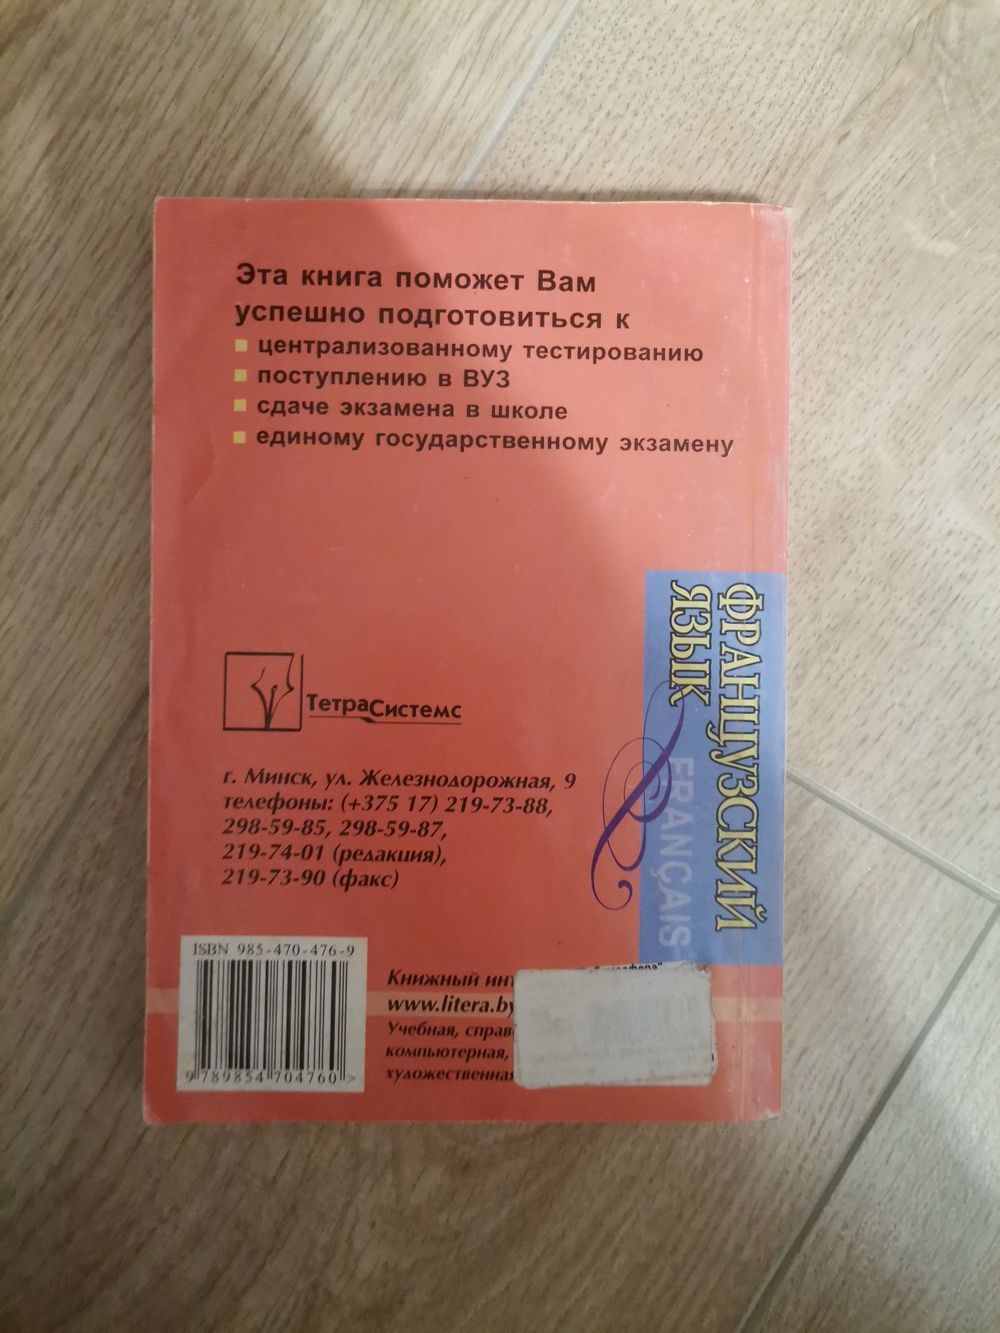 Эта книга поможет Вам
успешно подготовиться к
централизованному тестированию
поступлению в ВУЗ
сдаче экзамена в школе
единому государственному экзамену
ФРАНЦУЗСКИЙ
ЯЗЫК
FRANÇAIS
ТетраСистемс
г. Минск, ул. Железнодорожная, 9
телефоны: (+375 17) 219-73-88,
298-59-85, 298-59-87,
219-74-01 (редакция),
219-73-90 (факс)
ISBN 985-470-476-9
9 789854 704760 >
Книжный инт
www.litera.by
Учебная, справ
компьютерная,
художественная